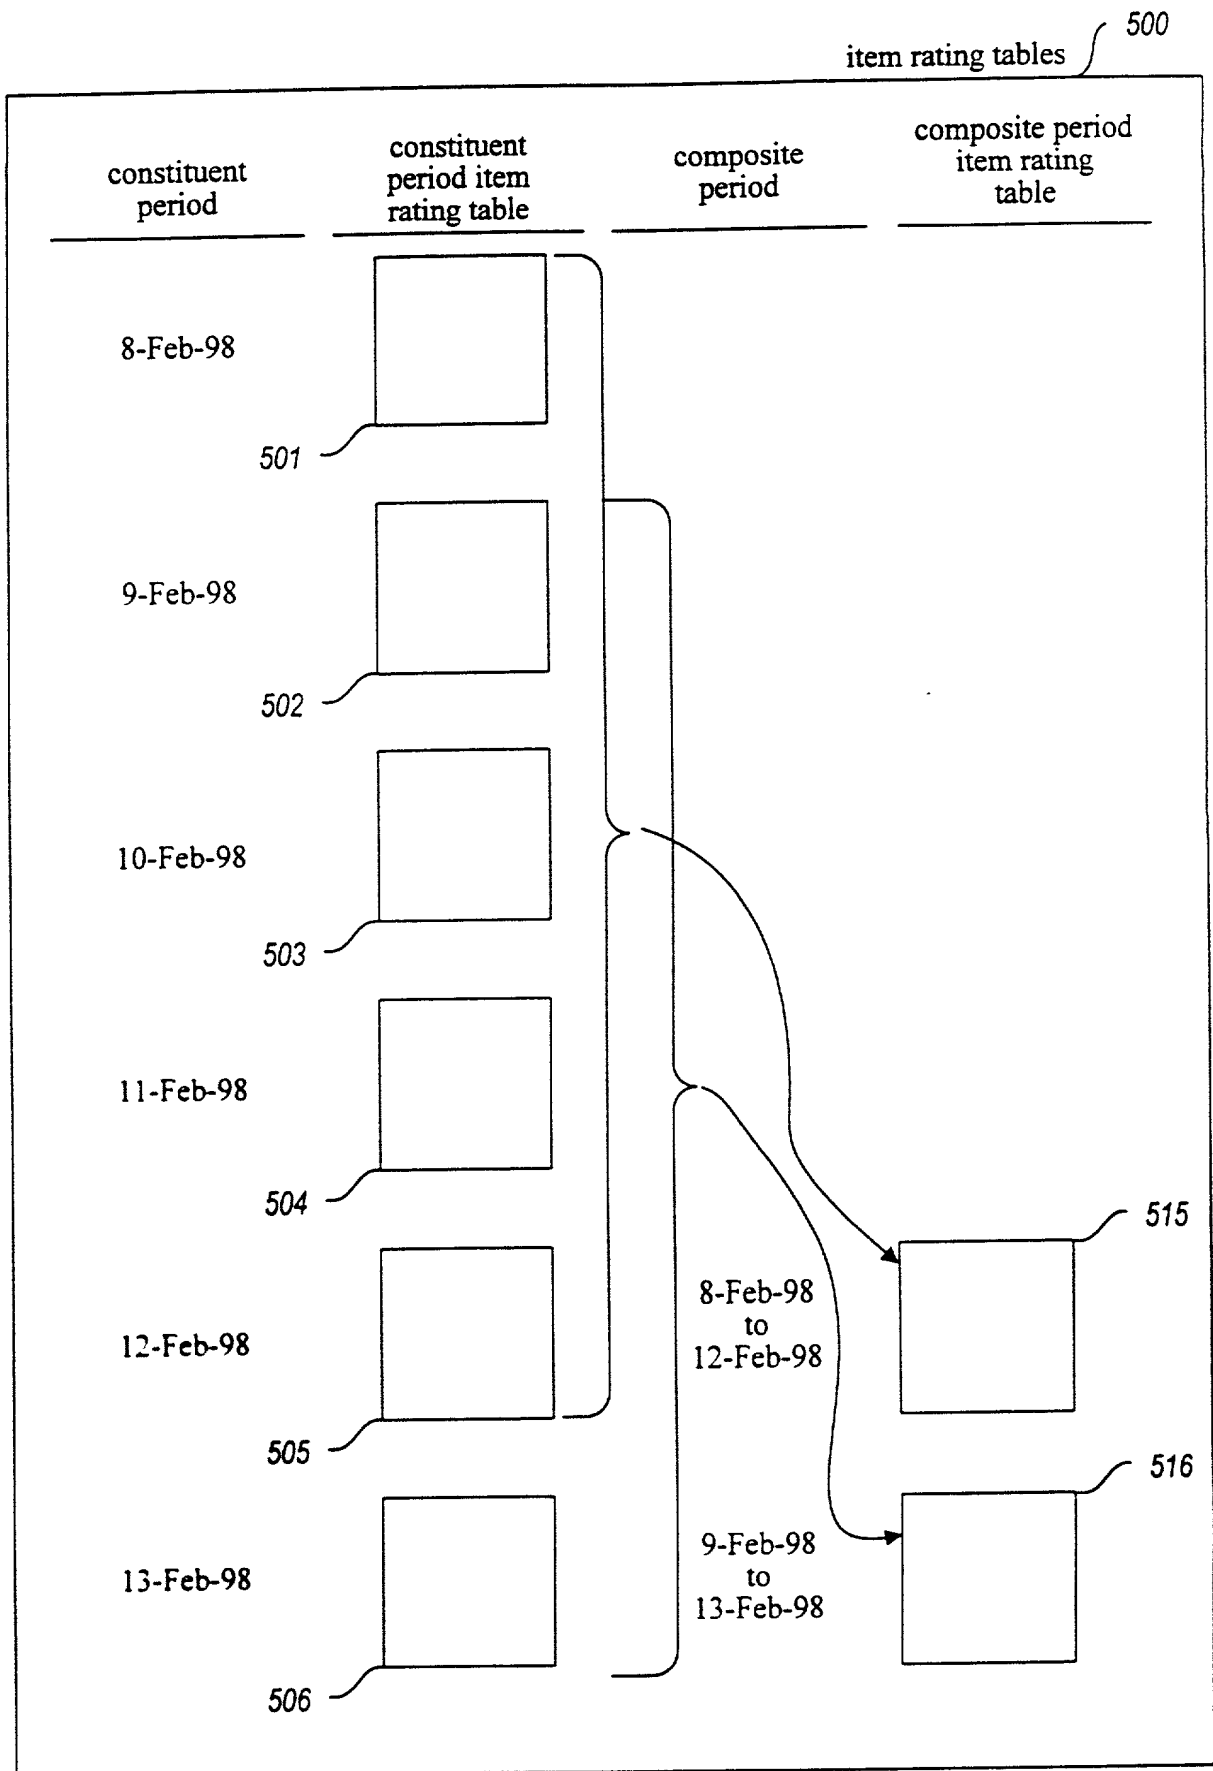 500
item rating tables
constituent
period
constituent
period item
rating table
composite
period
composite period
item rating
table
8-Feb-98
501
9-Feb-98
502
10-Feb-98
503
11-Feb-98
504
515
12-Feb-98
8-Feb-98
to
12-Feb-98
505
516
13-Feb-98
9-Feb-98
to
13-Feb-98
506